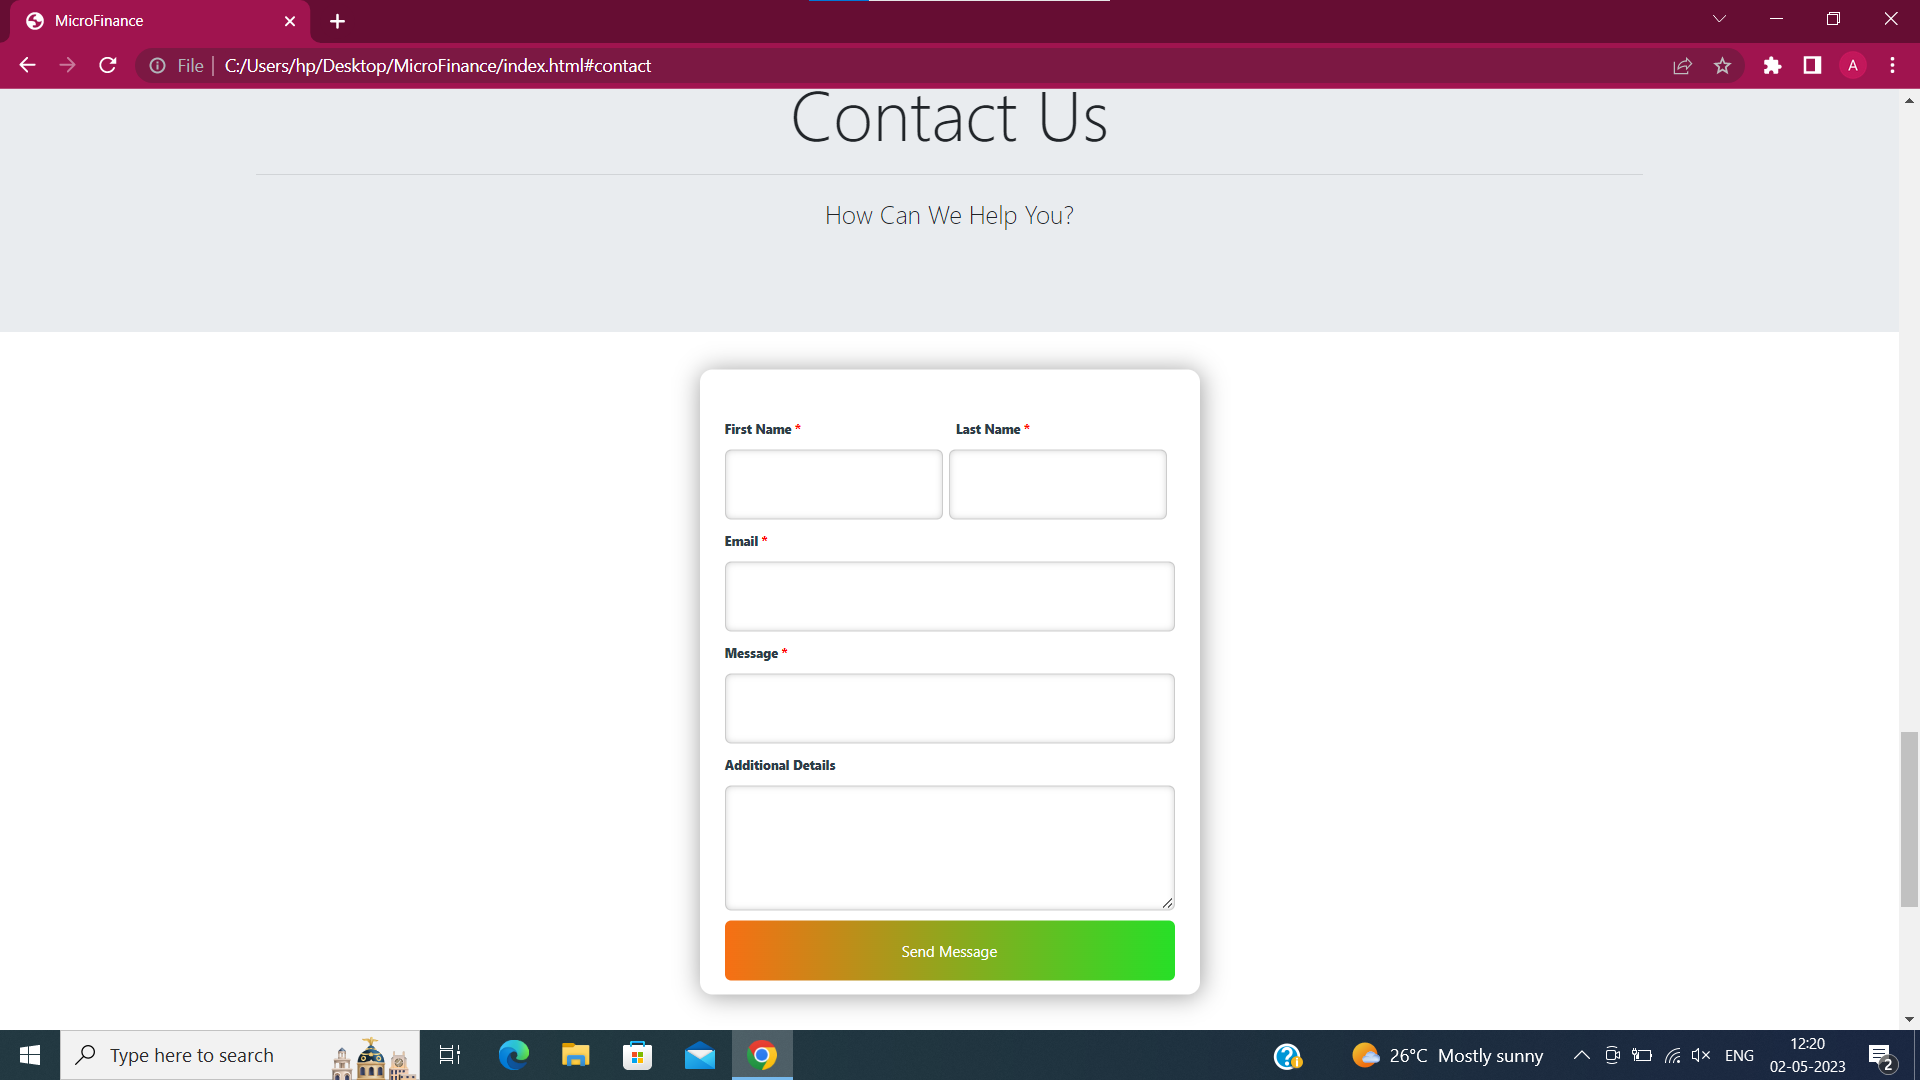 MicroFinance
File | C:/Users/hp/Desktop/MicroFinance/index.html#contact
A
Contact Us
How Can We Help You?
First Name * Last Name *
Email *
Message *
Additional Details
Send Message
Type here to search
26°C Mostly sunny
ENG
12:20
02-05-2023
2